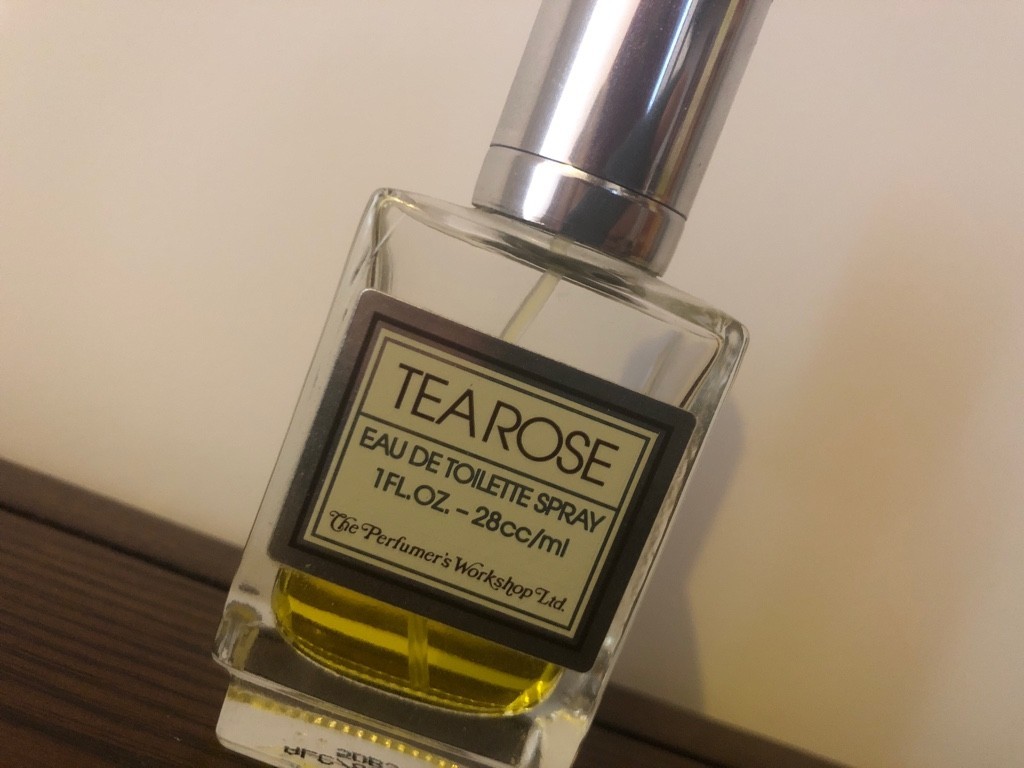 TEA ROSE
EAU DE TOILETTE SPRAY
1 FL. OZ. – 28cc/ml
The Perfumer's Workshop Ltd.